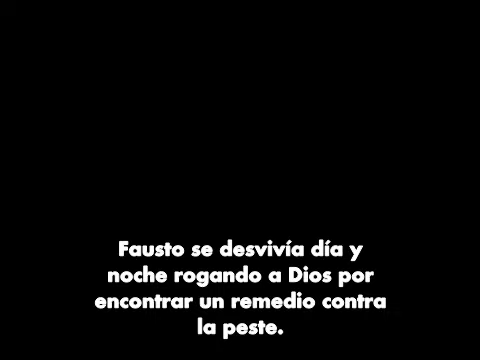 Fausto se desvivía día y
noche rogando a Dios por
encontrar un remedio contra
la peste.